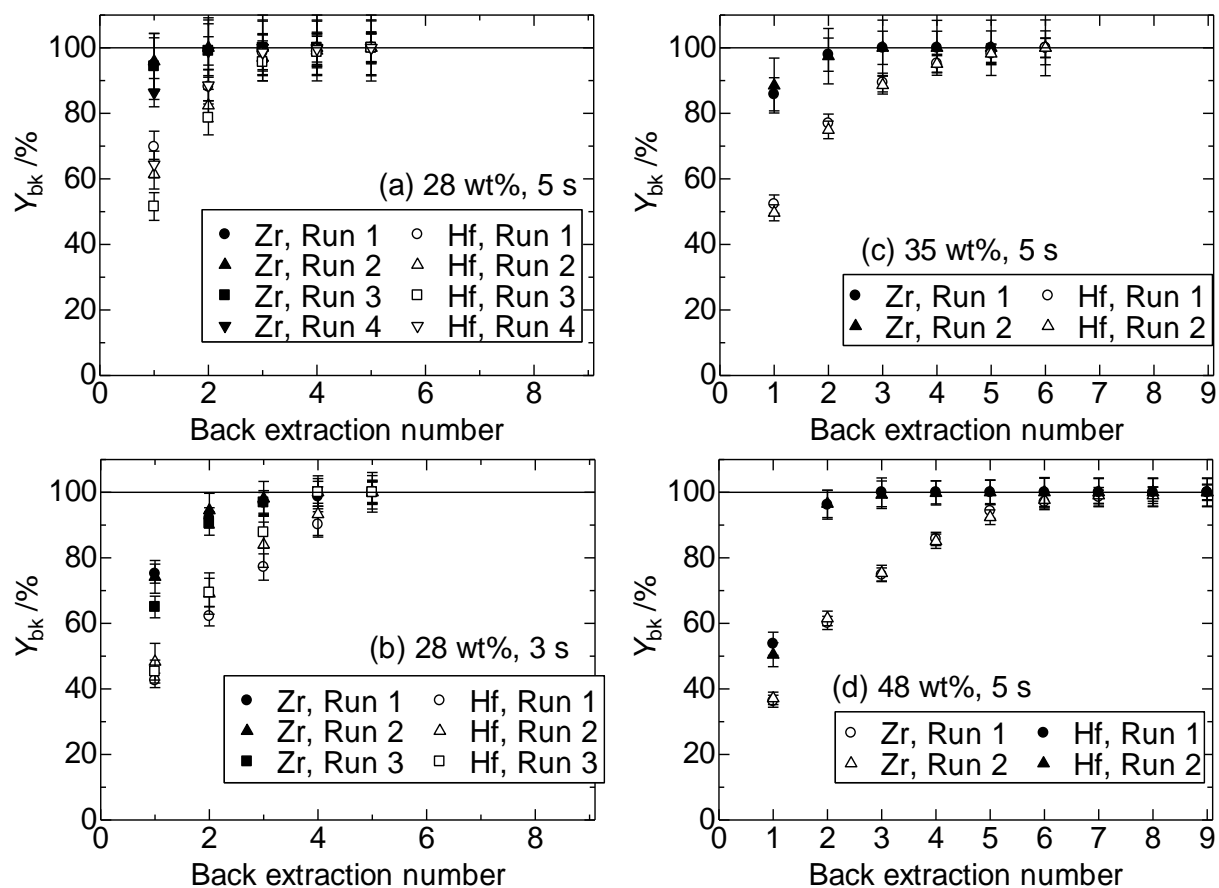 100
80
60
40
20
0
Y_bk /%
(a) 28 wt%, 5 s
Zr, Run 1 Hf, Run 1
Zr, Run 2 Hf, Run 2
Zr, Run 3 Hf, Run 3
Zr, Run 4 Hf, Run 4
0 2 4 6 8
Back extraction number
100
80
60
40
20
0
Y_bk /%
(c) 35 wt%, 5 s
Zr, Run 1 Hf, Run 1
Zr, Run 2 Hf, Run 2
0 1 2 3 4 5 6 7 8 9
Back extraction number
100
80
60
40
20
0
Y_bk /%
(b) 28 wt%, 3 s
Zr, Run 1 Hf, Run 1
Zr, Run 2 Hf, Run 2
Zr, Run 3 Hf, Run 3
0 2 4 6 8
Back extraction number
100
80
60
40
20
0
Y_bk /%
(d) 48 wt%, 5 s
Zr, Run 1 Hf, Run 1
Zr, Run 2 Hf, Run 2
0 1 2 3 4 5 6 7 8 9
Back extraction number